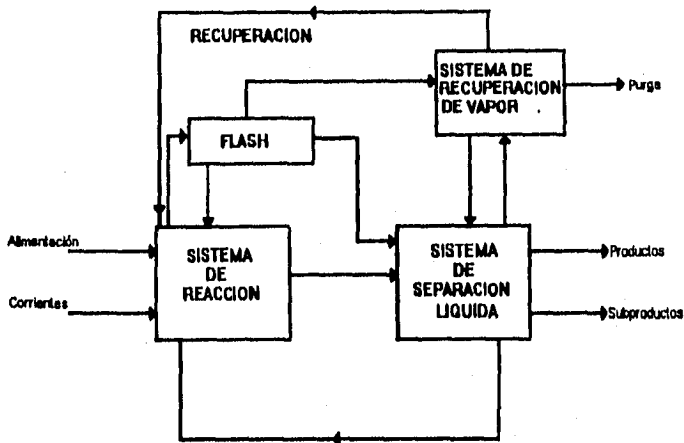 RECUPERACION
SISTEMA DE
RECUPERACION
DE VAPOR
Purga
FLASH
Alimentación
Corrientes
SISTEMA
DE
REACCION
SISTEMA
DE
SEPARACION
LIQUIDA
Productos
Subproductos